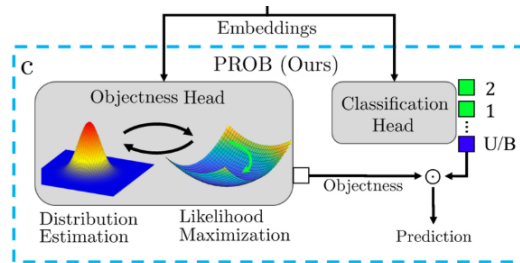 Embeddings
c
PROB (Ours)
Objectness Head
Classification
Head
2
1
U/B
Objectness
Distribution
Estimation
Likelihood
Maximization
Prediction